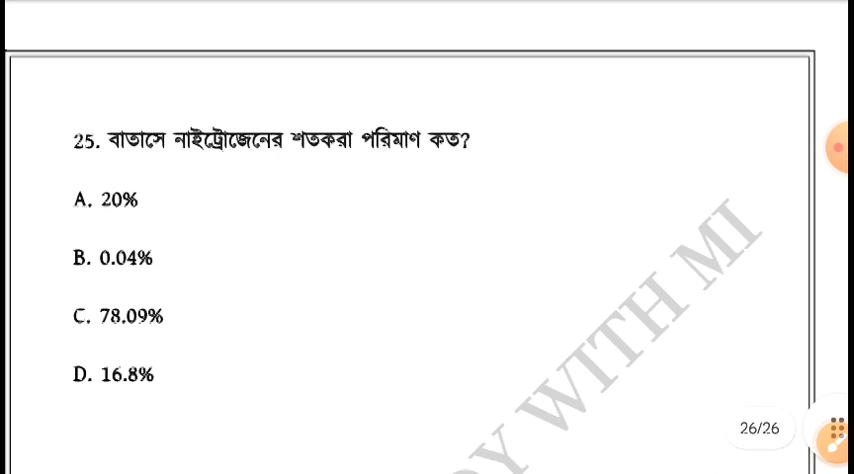 25. বাতাসে নাইট্রোজেনের শতকরা পরিমাণ কত?
A. 20%
B. 0.04%
C. 78.09%
D. 16.8%
Y WITH MI
26/26